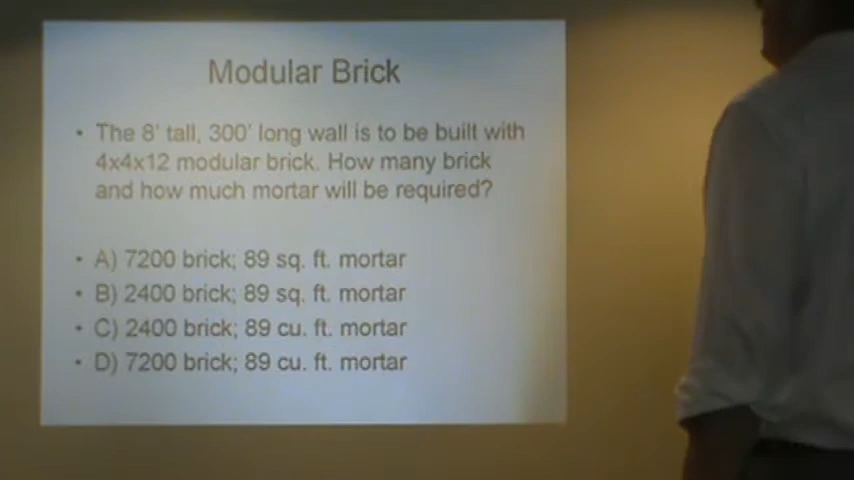 Modular Brick
• The 8' tall, 300' long wall is to be built with
4x4x12 modular brick. How many brick
and how much mortar will be required?
• A) 7200 brick; 89 sq. ft. mortar
• B) 2400 brick; 89 sq. ft. mortar
• C) 2400 brick; 89 cu. ft. mortar
• D) 7200 brick; 89 cu. ft. mortar